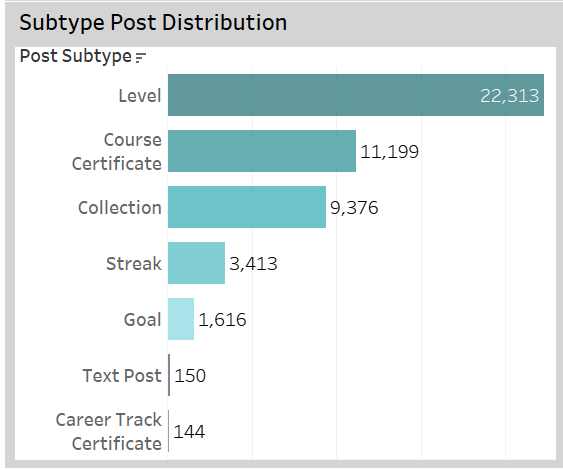 Subtype Post Distribution
Post Subtype
Level 22,313
Course
Certificate 11,199
Collection 9,376
Streak 3,413
Goal 1,616
Text Post 150
Career Track
Certificate 144